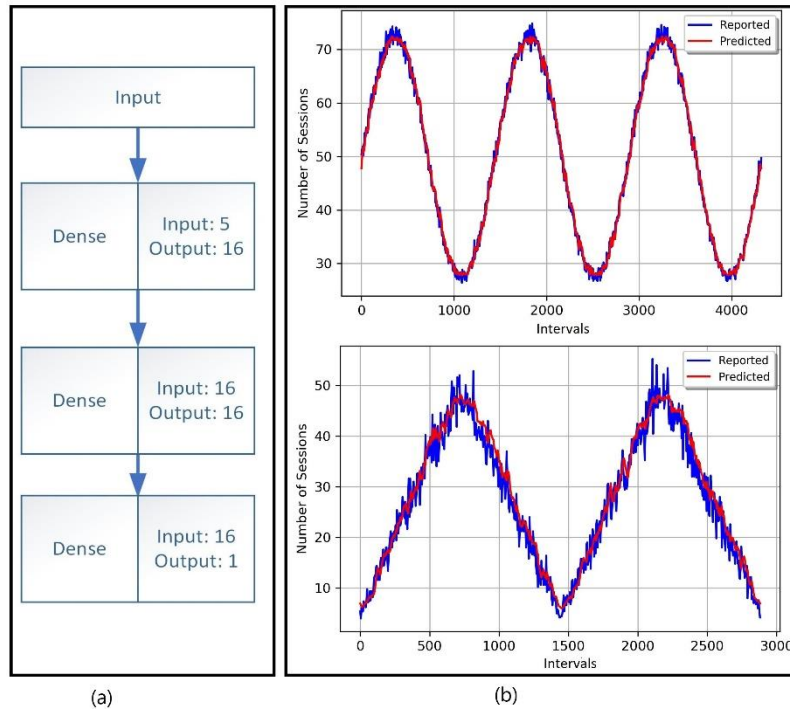 Input
Dense
Input: 5
Output: 16
Dense
Input: 16
Output: 16
Dense
Input: 16
Output: 1
(a)
Reported
Predicted
Number of Sessions
70
60
50
40
30
0 1000 2000 3000 4000
Intervals
Reported
Predicted
Number of Sessions
50
40
30
20
10
0 500 1000 1500 2000 2500 3000
Intervals
(b)